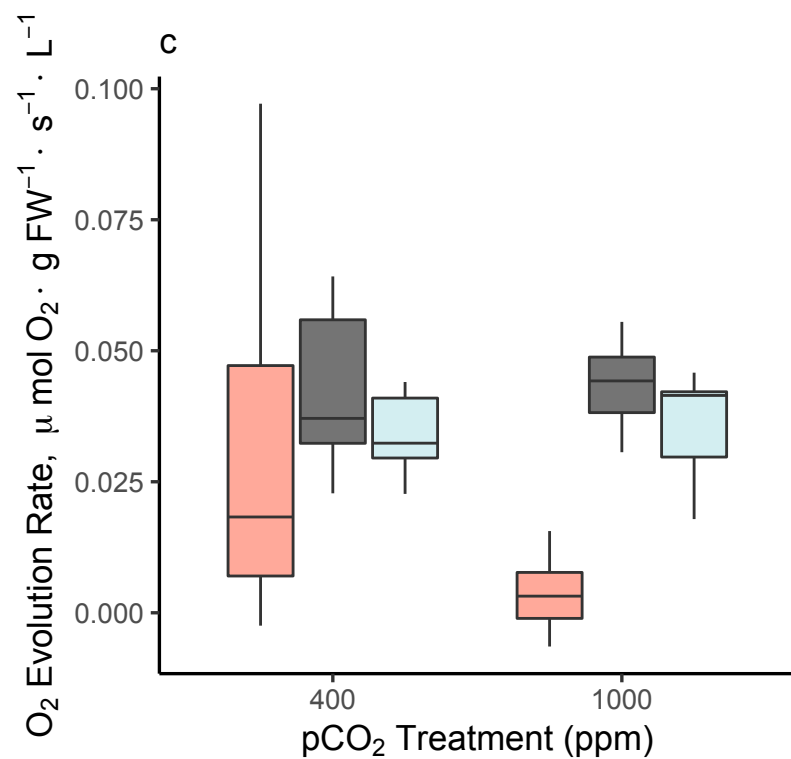 c
O₂ Evolution Rate, μ mol O₂ · g FW⁻¹ · s⁻¹ · L⁻¹
0.100
0.075
0.050
0.025
0.000
400 1000
pCO₂ Treatment (ppm)